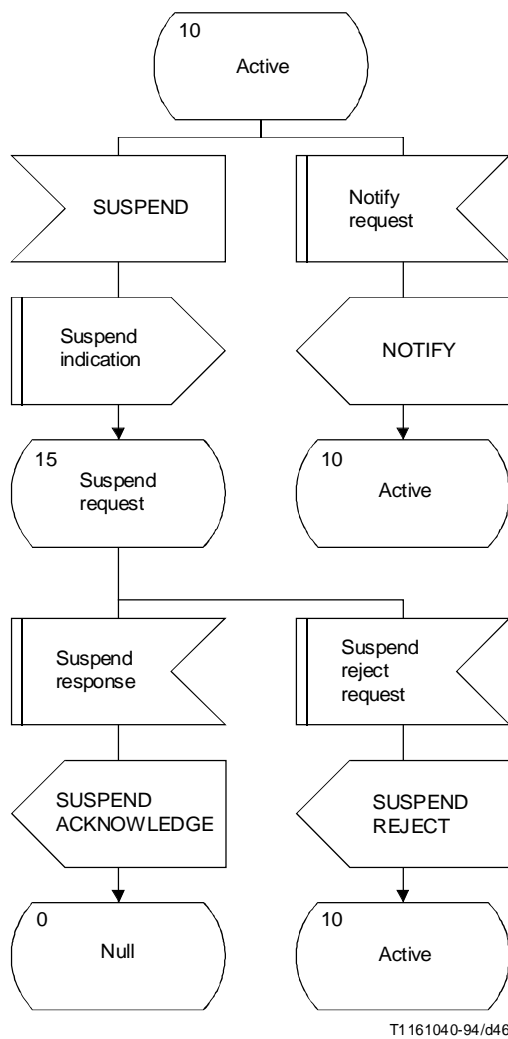 10
Active
SUSPEND
Notify
request
Suspend
indication
NOTIFY
15
Suspend
request
10
Active
Suspend
response
Suspend
reject
request
SUSPEND
ACKNOWLEDGE
SUSPEND
REJECT
0
Null
10
Active
T1161040-94/d46